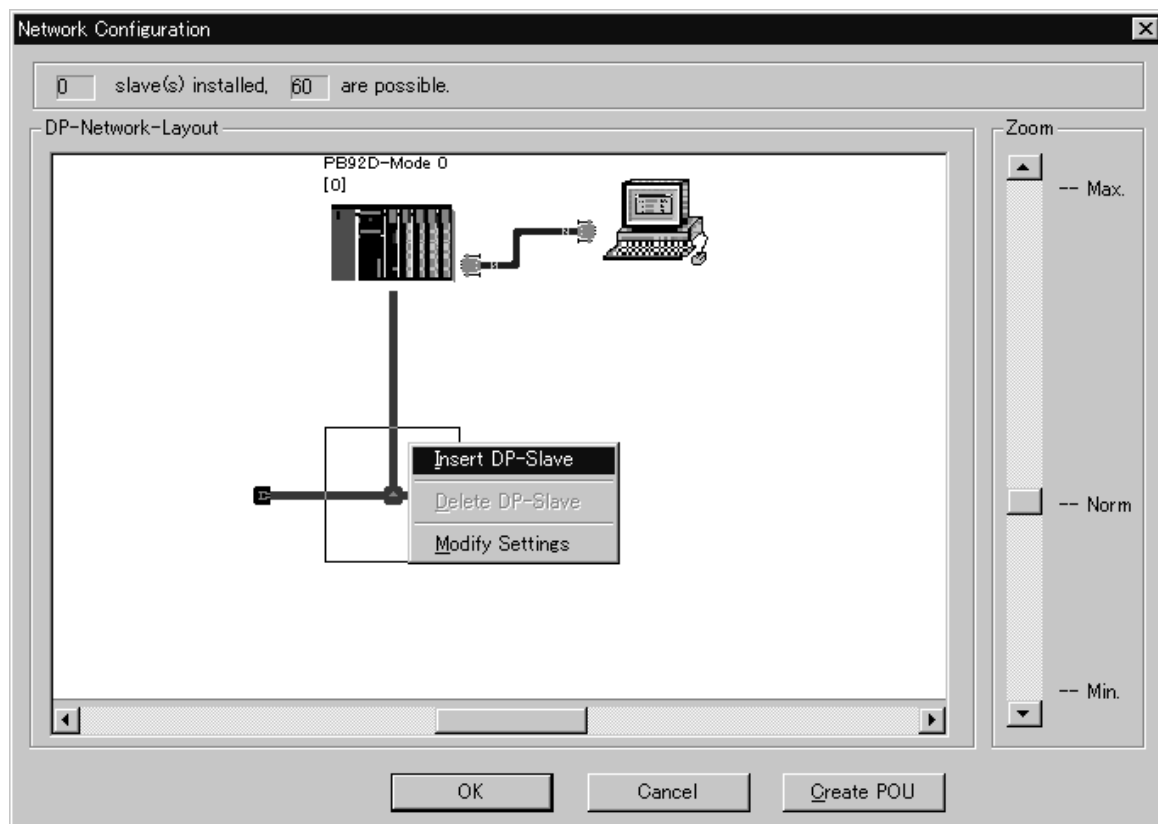 Network Configuration
0 slave(s) installed, 60 are possible.
DP-Network-Layout
Zoom
PB92D-Mode 0
[0]
-- Max.
Insert DP-Slave
Delete DP-Slave
Modify Settings
-- Norm
-- Min.
OK Cancel Create POU